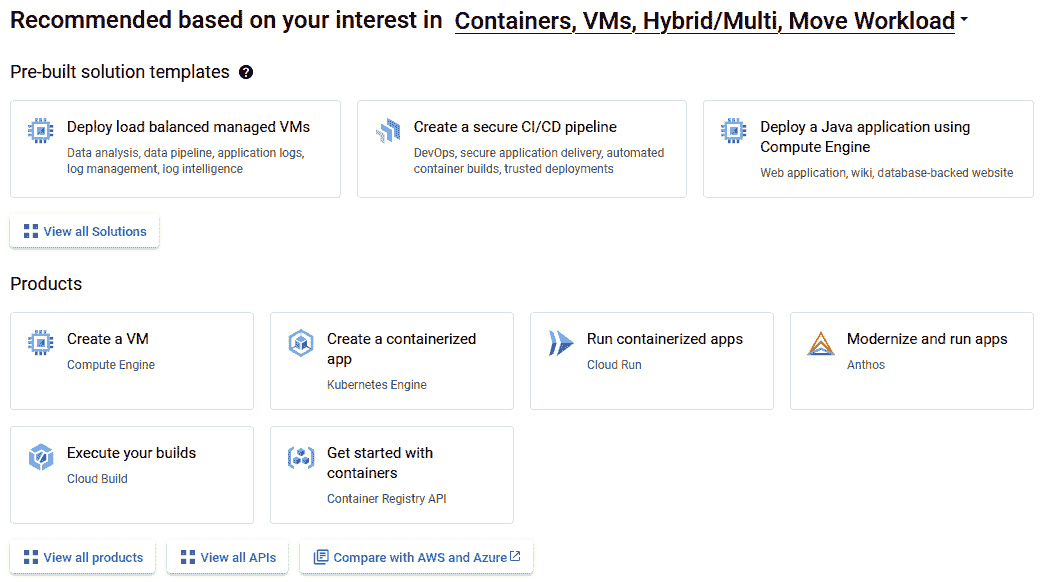 Recommended based on your interest in Containers, VMs, Hybrid/Multi, Move Workload
Pre-built solution templates ?
Deploy load balanced managed VMs
Data analysis, data pipeline, application logs,
log management, log intelligence
Create a secure CI/CD pipeline
DevOps, secure application delivery, automated
container builds, trusted deployments
Deploy a Java application using
Compute Engine
Web application, wiki, database-backed website
View all Solutions
Products
Create a VM
Compute Engine
Create a containerized
app
Kubernetes Engine
Run containerized apps
Cloud Run
Modernize and run apps
Anthos
Execute your builds
Cloud Build
Get started with
containers
Container Registry API
View all products
View all APIs
Compare with AWS and Azure